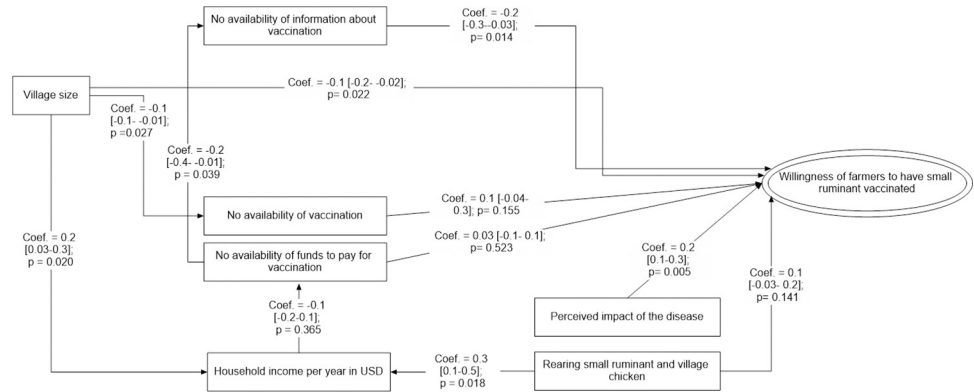 No availability of information about
vaccination
Coef. = -0.2
[-0.3--0.03];
p= 0.014
Village size
Coef. = -0.1 [-0.2- -0.02];
p= 0.022
Coef. = -0.1
[-0.1- -0.01];
p =0.027
Coef. = -0.2
[-0.4- -0.01];
p = 0.039
Willingness of farmers to have small
ruminant vaccinated
No availability of vaccination
Coef. = 0.1 [-0.04-
0.3]; p= 0.155
Coef. = 0.2
[0.03-0.3];
p = 0.020
No availability of funds to pay for
vaccination
Coef. = 0.03 [-0.1- 0.1];
p= 0.523
Coef. = 0.2
[0.1-0.3];
p= 0.005
Coef. = 0.1
[-0.03- 0.2];
p= 0.141
Coef. = -0.1
[-0.2-0.1];
p = 0.365
Perceived impact of the disease
Household income per year in USD
Coef. = 0.3
[0.1-0.5];
p = 0.018
Rearing small ruminant and village
chicken